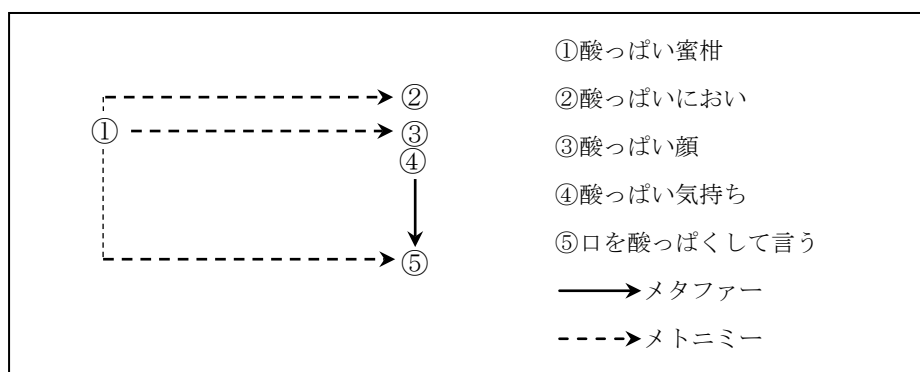 ①酸っぱい蜜柑
②酸っぱいにおい
③酸っぱい顔
④酸っぱい気持ち
⑤口を酸っぱくして言う
メタファー
メトニミー
①
②
③
④
⑤